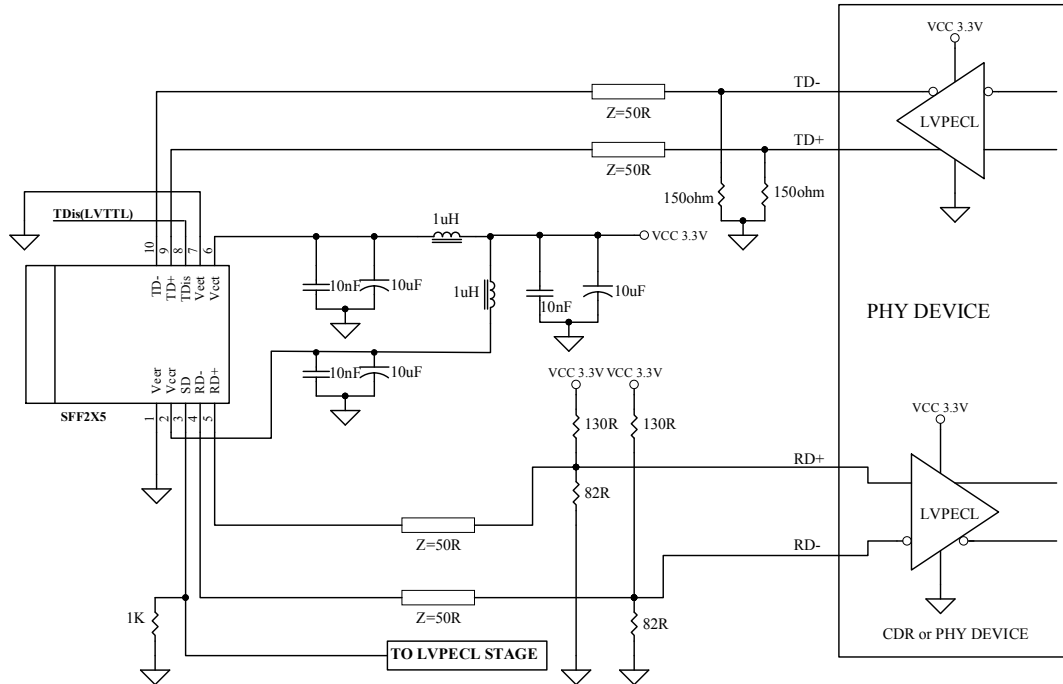 VCC 3.3V
TD-
Z=50R
LVPECL
TD+
Z=50R
150ohm
150ohm
TDis(LVTTL)
1uH
VCC 3.3V
10
9
8
7
6
TD-
TD+
TDis
Veet
Vcct
10nF
10uF
1uH
10nF
10uF
PHY DEVICE
10nF
10uF
Veer
Vccr
SD
RD-
RD+
SFF2X5
1
2
3
4
5
VCC 3.3V
VCC 3.3V
130R
130R
VCC 3.3V
RD+
82R
LVPECL
Z=50R
RD-
1K
Z=50R
82R
CDR or PHY DEVICE
TO LVPECL STAGE